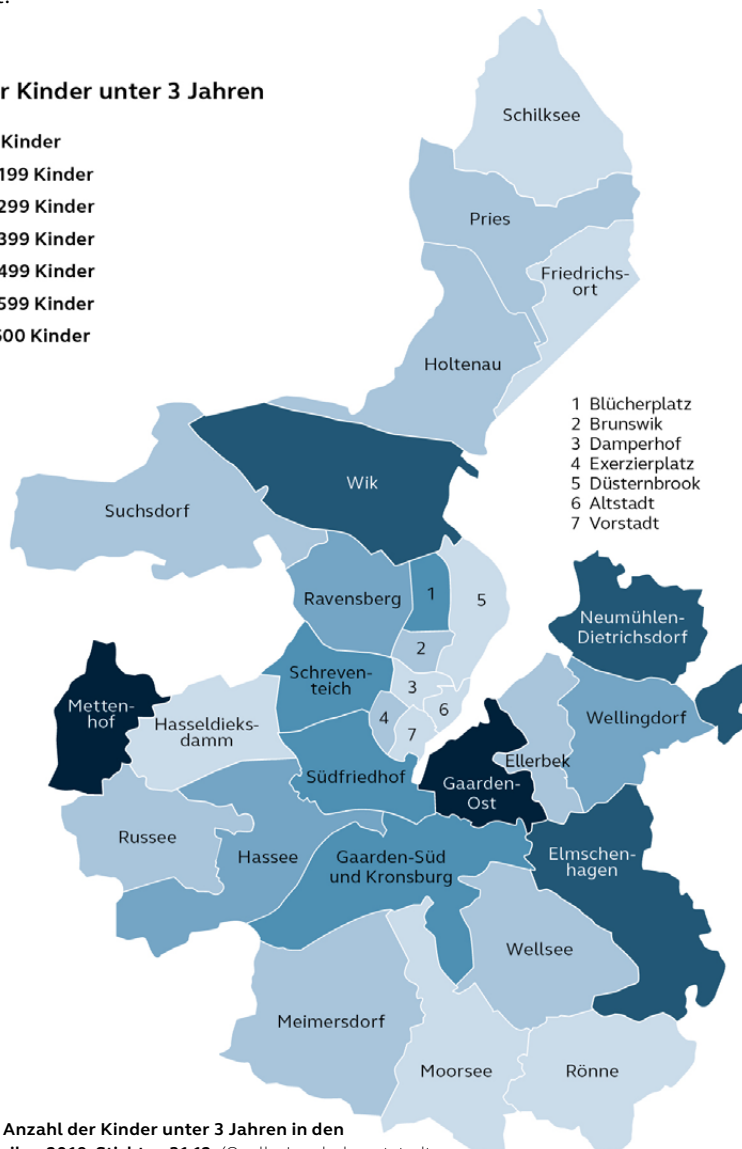 r Kinder unter 3 Jahren
Kinder
199 Kinder
299 Kinder
399 Kinder
499 Kinder
599 Kinder
600 Kinder
Schilksee
Pries
Friedrichs-
ort
Holtenau
1 Blücherplatz
2 Brunswik
3 Damperhof
4 Exerzierplatz
5 Düsternbrook
6 Altstadt
7 Vorstadt
Wik
Suchsdorf
Ravensberg
1
5
2
Neumühlen-
Dietrichsdorf
Schreven-
teich
3
4
6
7
Metten-
hof
Hasseldieks-
damm
Wellingdorf
Ellerbek
Südfriedhof
Gaarden-
Ost
Russee
Hassee
Gaarden-Süd
und Kronsburg
Elmschen-
hagen
Wellsee
Meimersdorf
Moorsee
Rönne
Anzahl der Kinder unter 3 Jahren in den